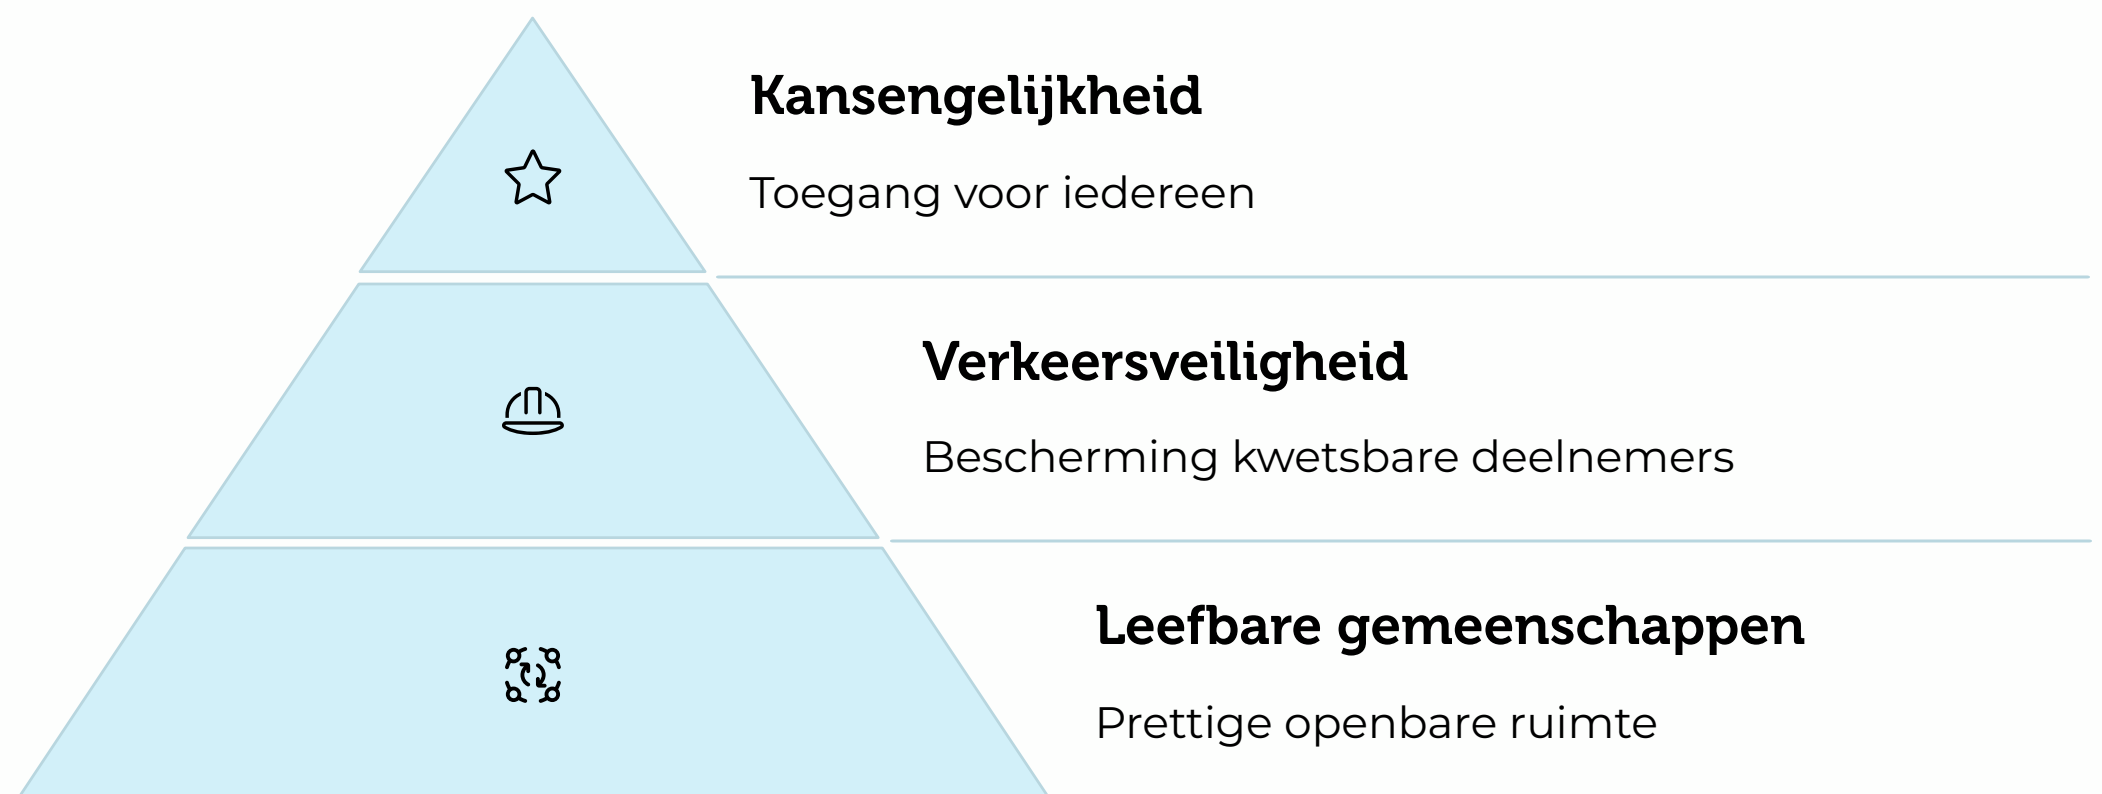 Kansengelijkheid
Toegang voor iedereen
Verkeersveiligheid
Bescherming kwetsbare deelnemers
Leefbare gemeenschappen
Prettige openbare ruimte